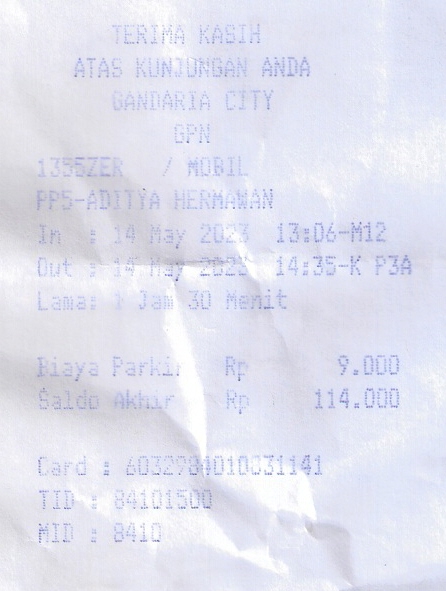 TERIMA KASIH
ATAS KUNJUNGAN ANDA
GANDARIA CITY
GPN
1355ZER / MOBIL
PP5-ADITYA HERMAWAN
In : 14 May 2023 13:06-M12
Out : 14 May 2023 14:35-K P3A
Lama: 1 Jam 30 Menit
Biaya Parkir Rp 9.000
Saldo Akhir Rp 114.000
Card : 6032984010031141
TID : 84101500
MID : 8410